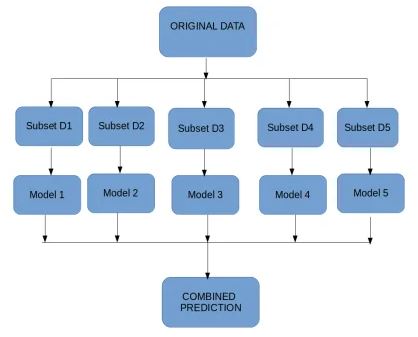 ORIGINAL DATA
Subset D1
Subset D2
Subset D3
Subset D4
Subset D5
Model 1
Model 2
Model 3
Model 4
Model 5
COMBINED
PREDICTION